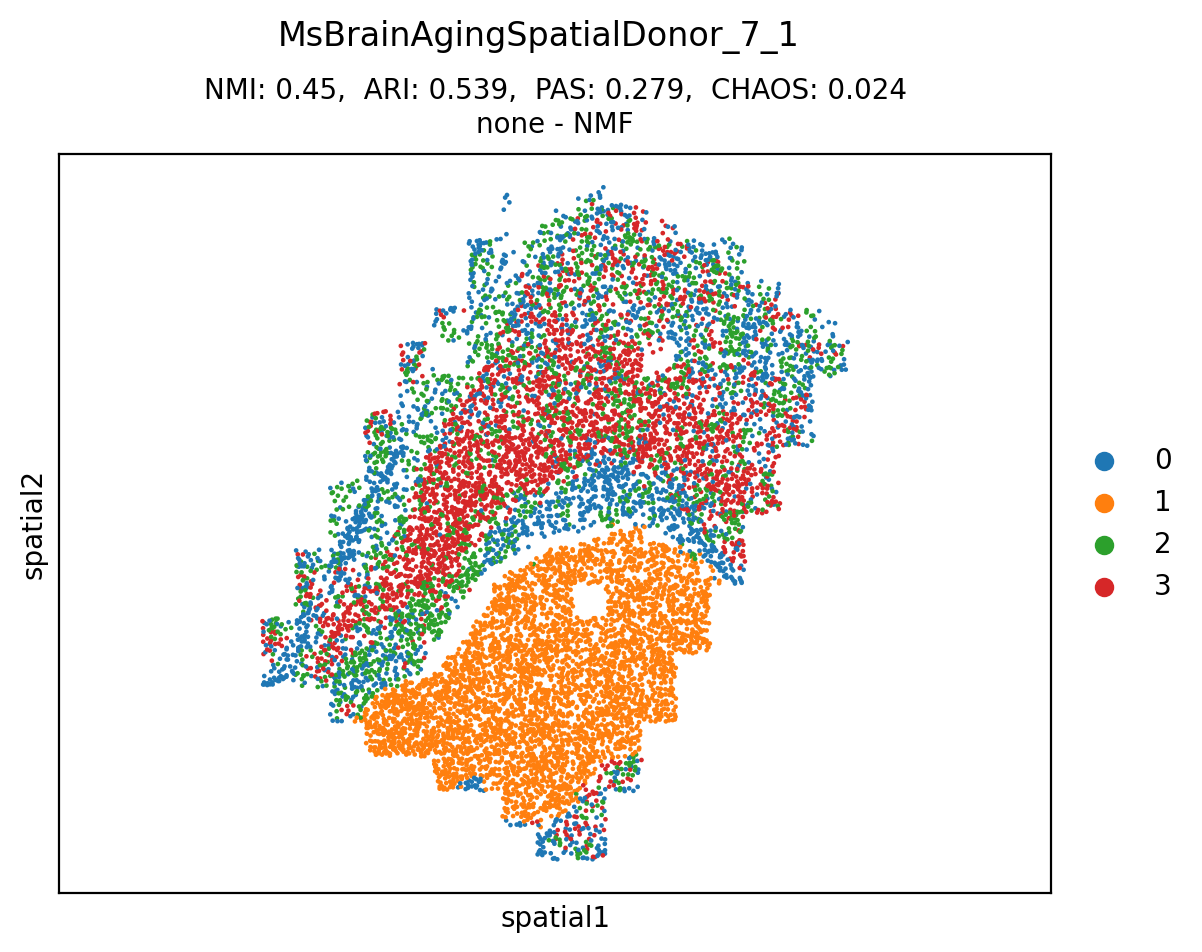 MsBrainAgingSpatialDonor_7_1
NMI: 0.45,  ARI: 0.539,  PAS: 0.279,  CHAOS: 0.024
none - NMF
spatial2
0
1
2
3
spatial1